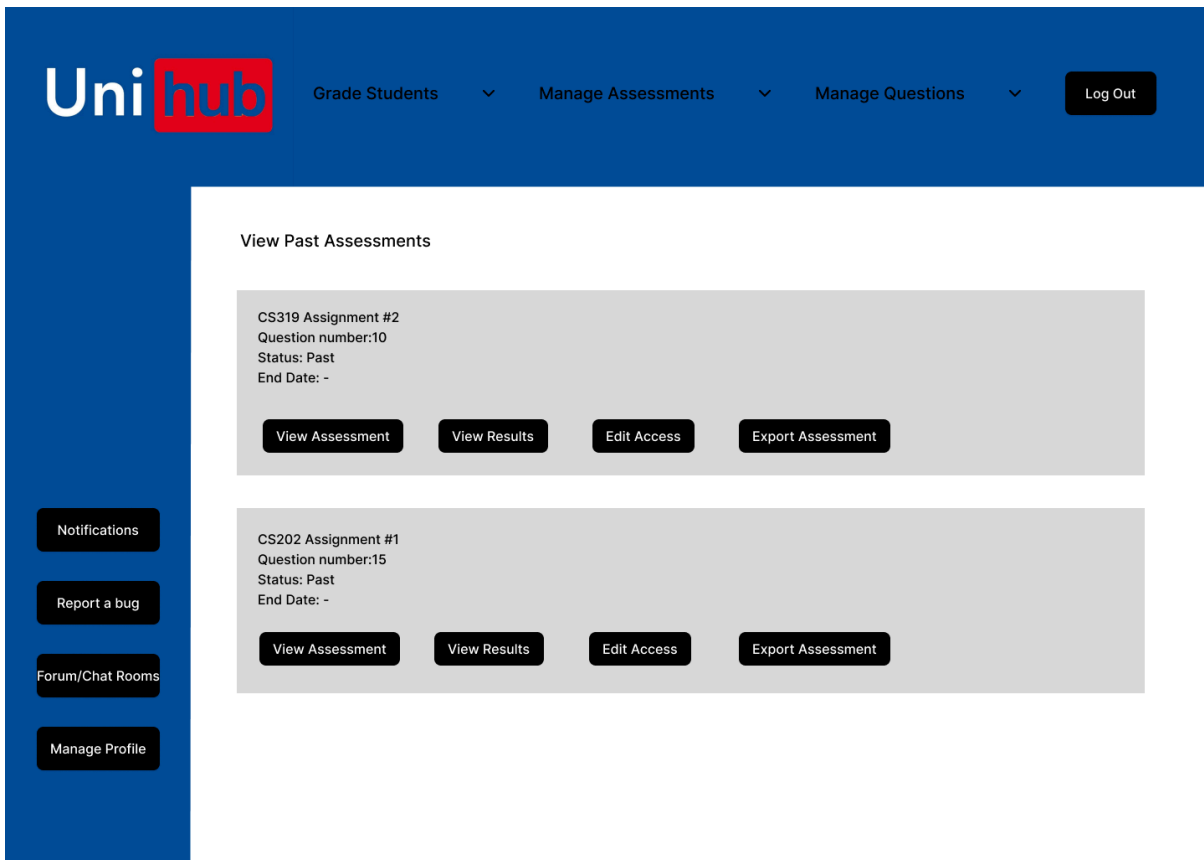 Uni hub
Grade Students Manage Assessments Manage Questions Log Out
View Past Assessments
CS319 Assignment #2
Question number:10
Status: Past
End Date: -
View Assessment View Results Edit Access Export Assessment
CS202 Assignment #1
Question number:15
Status: Past
End Date: -
View Assessment View Results Edit Access Export Assessment
Notifications
Report a bug
Forum/Chat Rooms
Manage Profile